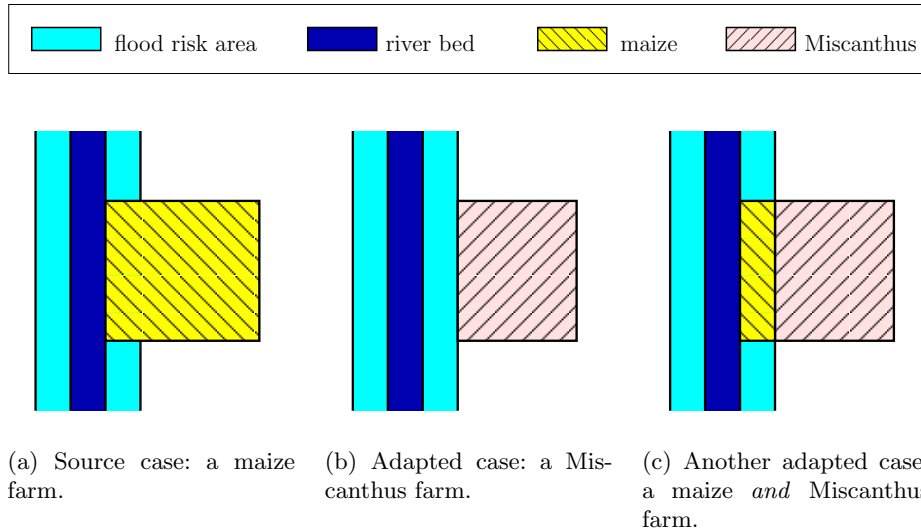 flood risk area river bed maize Miscanthus
(a) Source case: a maize
farm.
(b) Adapted case: a Mis-
canthus farm.
(c) Another adapted case
a maize and Miscanthus
farm.